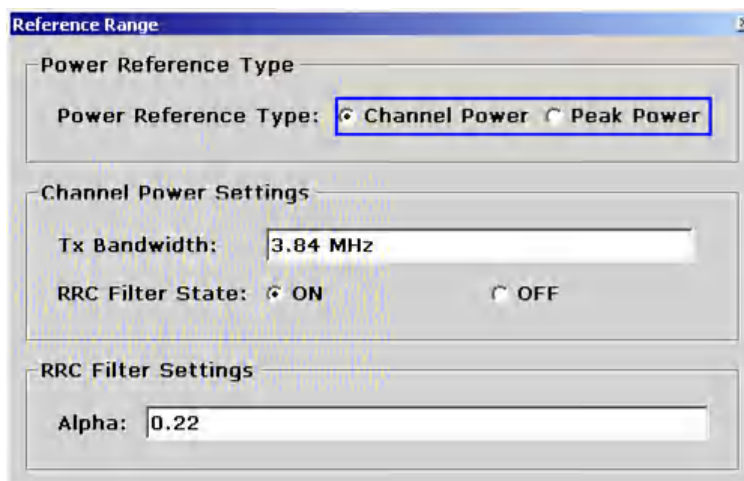 Reference Range
Power Reference Type
Power Reference Type: Channel Power Peak Power
Channel Power Settings
Tx Bandwidth: 3.84 MHz
RRC Filter State: ON OFF
RRC Filter Settings
Alpha: 0.22